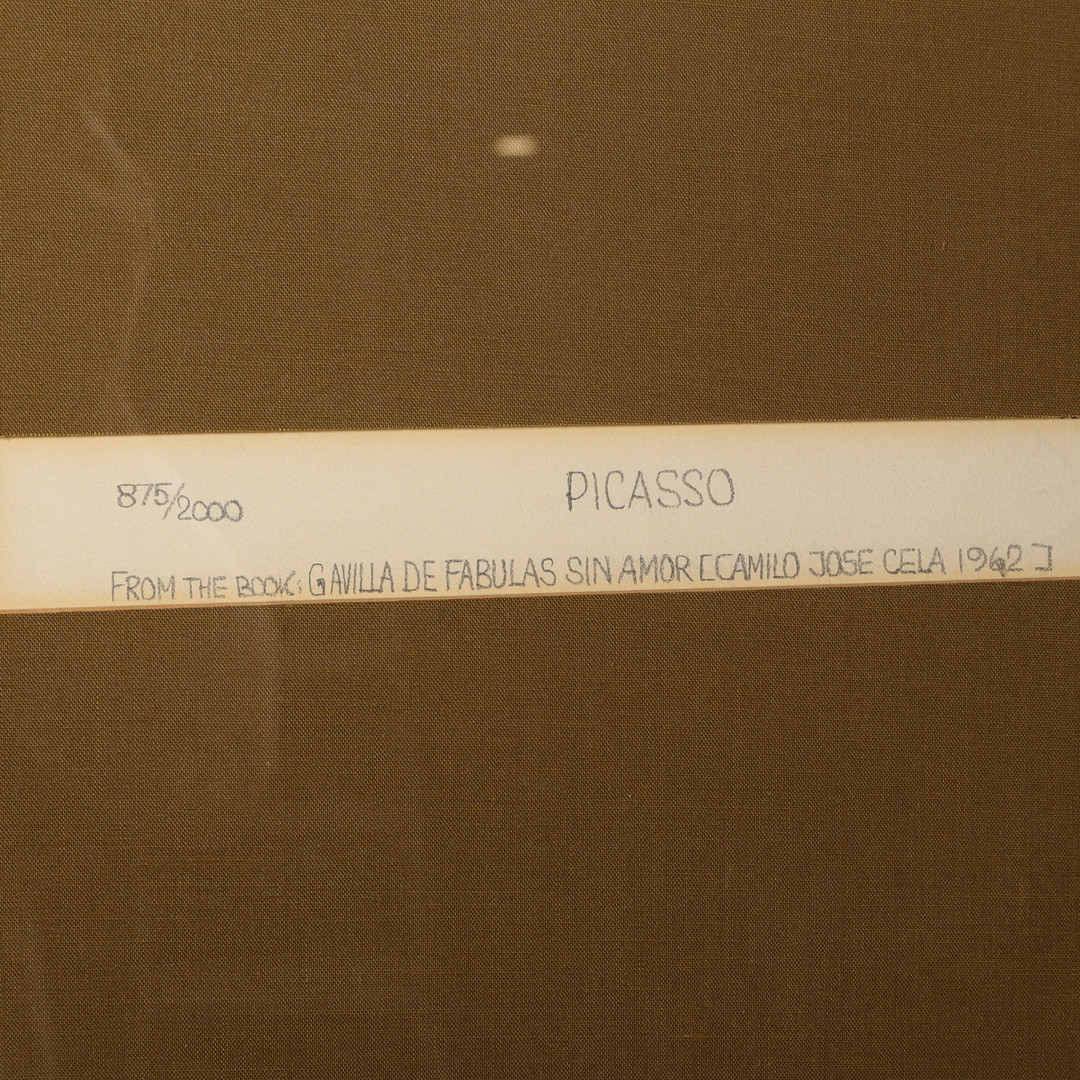 875/2000
PICASSO
FROM THE BOOK: GAVILLA DE FABULAS SIN AMOR [CAMILO JOSE CELA 1962]